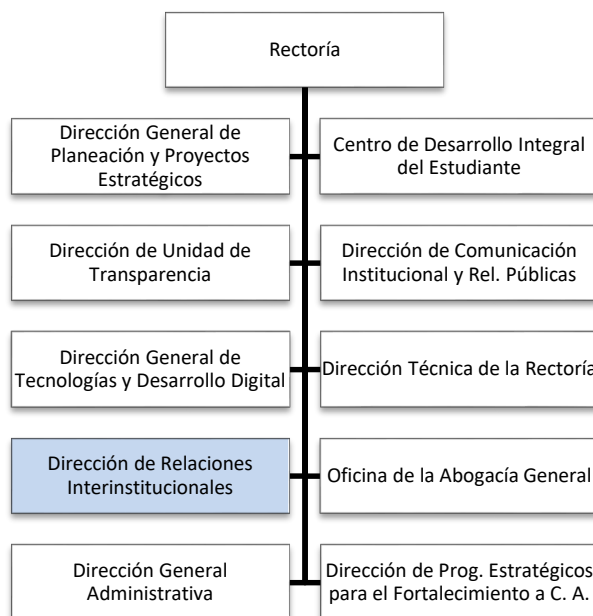 Rectoría
Dirección General de
Planeación y Proyectos
Estratégicos
Centro de Desarrollo Integral
del Estudiante
Dirección de Unidad de
Transparencia
Dirección de Comunicación
Institucional y Rel. Públicas
Dirección General de
Tecnologías y Desarrollo Digital
Dirección Técnica de la Rectoría
Dirección de Relaciones
Interinstitucionales
Oficina de la Abogacía General
Dirección General
Administrativa
Dirección de Prog. Estratégicos
para el Fortalecimiento a C. A.